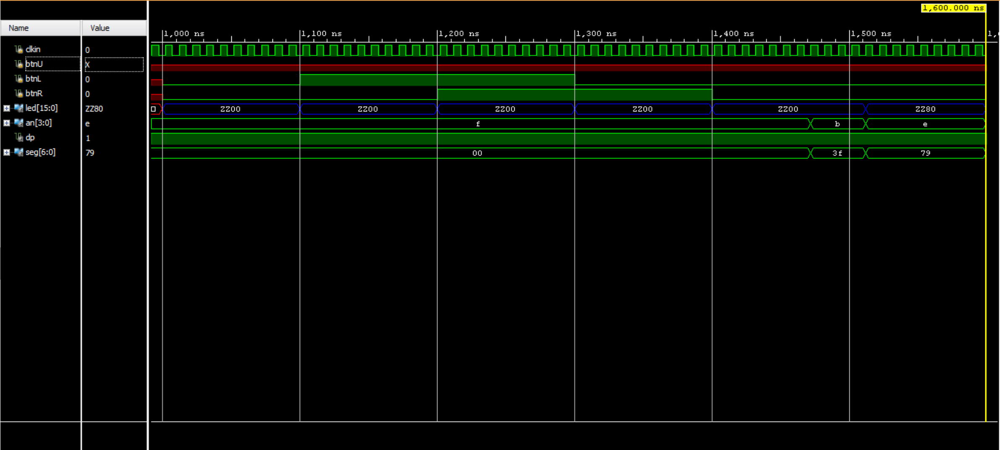 1,600.000 ns
Name Value
1,000 ns 1,100 ns 1,200 ns 1,300 ns 1,400 ns 1,500 ns
clkin 0
btnU X
btnL 0
btnR 0
led[15:0] ZZ80 ZZ00 ZZ00 ZZ00 ZZ00 ZZ00 ZZ80
an[3:0] e f b e
dp 1
seg[6:0] 79 00 3f 79